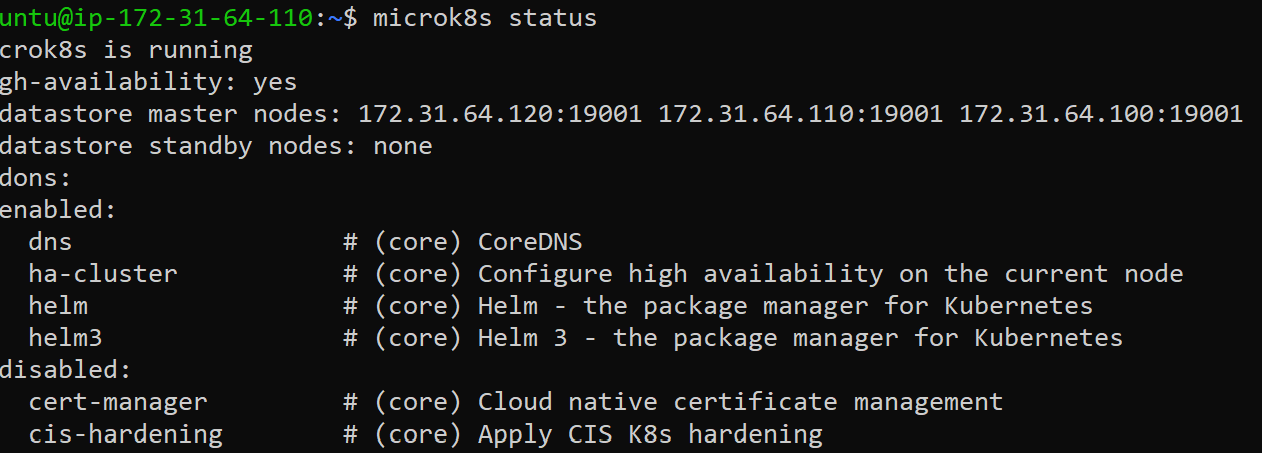 untu@ip-172-31-64-110:~$ microk8s status
crok8s is running
gh-availability: yes
datastore master nodes: 172.31.64.120:19001 172.31.64.110:19001 172.31.64.100:19001
datastore standby nodes: none
dons:
enabled:
dns # (core) CoreDNS
ha-cluster # (core) Configure high availability on the current node
helm # (core) Helm - the package manager for Kubernetes
helm3 # (core) Helm 3 - the package manager for Kubernetes
disabled:
cert-manager # (core) Cloud native certificate management
cis-hardening # (core) Apply CIS K8s hardening